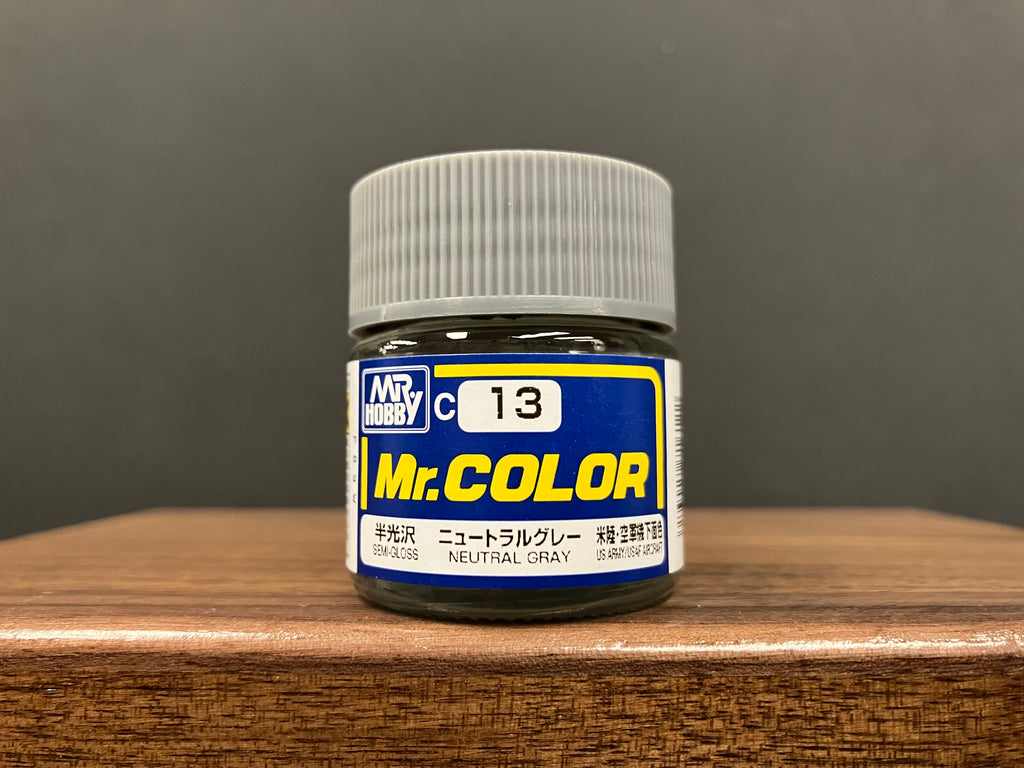 MR. HOBBY
C 13
Mr.COLOR
半光沢 ニュートラルグレー 米陸・空軍機下面色
SEMI-GLOSS NEUTRAL GRAY US ARMY/USAF AIRCRAFT